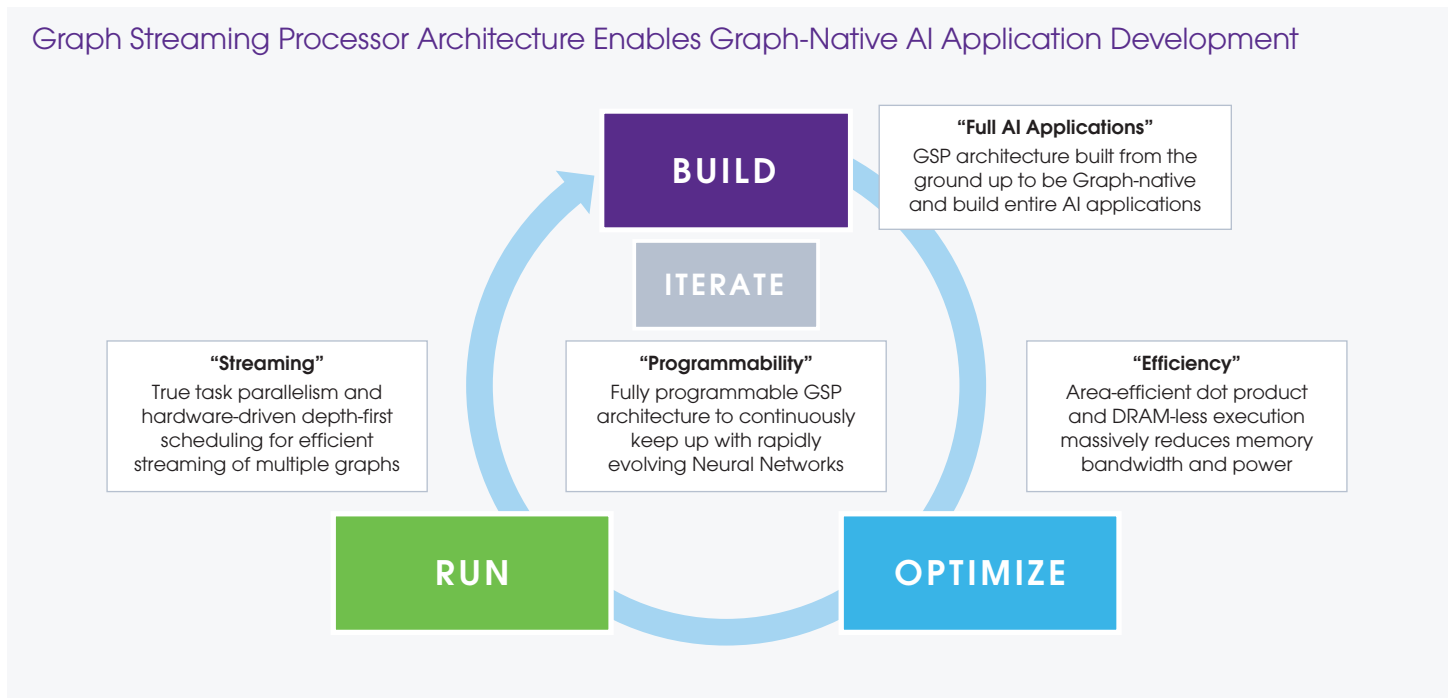 Graph Streaming Processor Architecture Enables Graph-Native AI Application Development
BUILD
“Full AI Applications”
GSP architecture built from the
ground up to be Graph-native
and build entire AI applications
ITERATE
“Streaming”
True task parallelism and
hardware-driven depth-first
scheduling for efficient
streaming of multiple graphs
“Programmability”
Fully programmable GSP
architecture to continuously
keep up with rapidly
evolving Neural Networks
“Efficiency”
Area-efficient dot product
and DRAM-less execution
massively reduces memory
bandwidth and power
RUN
OPTIMIZE